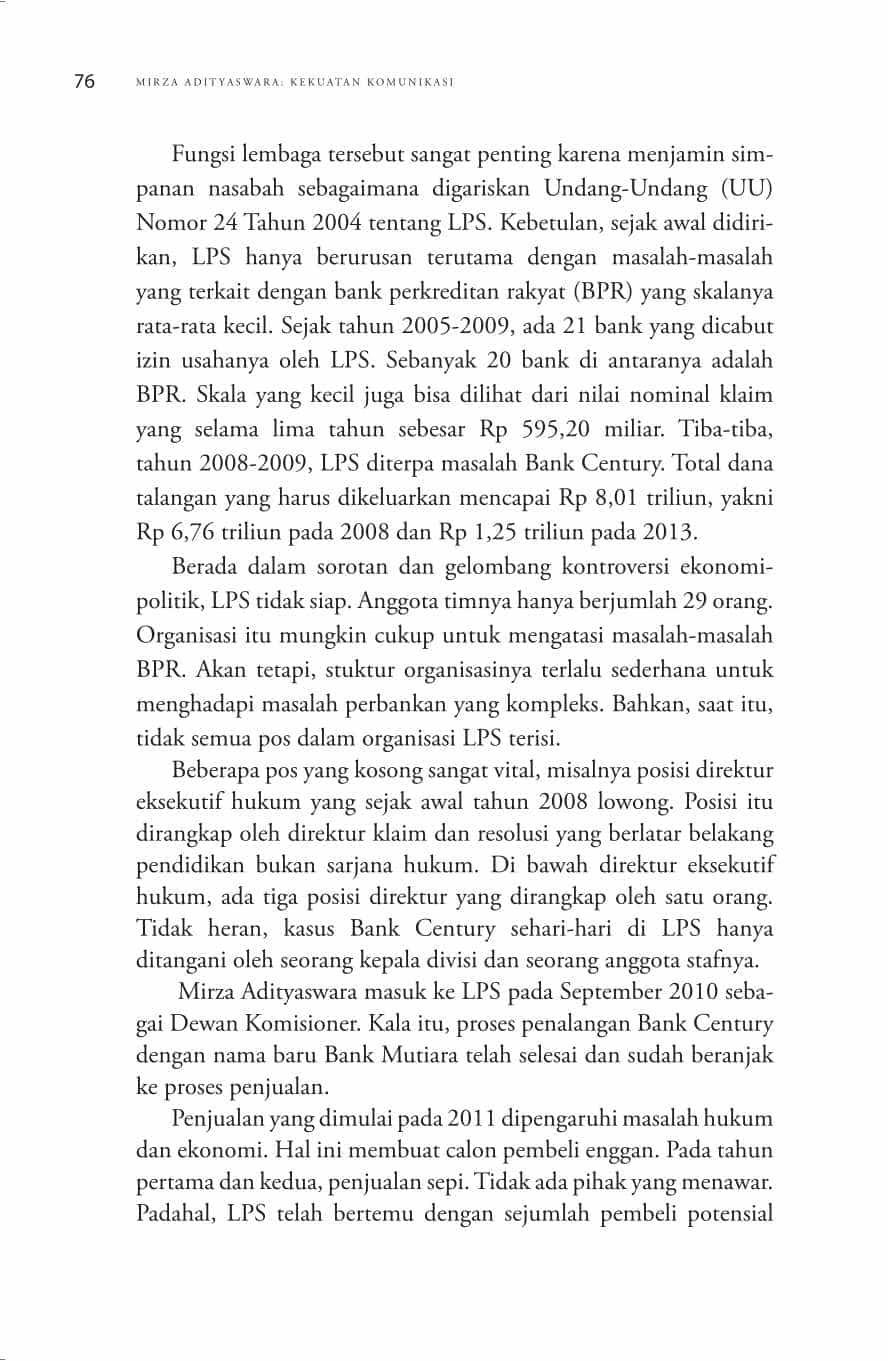 76 MIRZA ADITYASWARA: KEKUATAN KOMUNIKASI
Fungsi lembaga tersebut sangat penting karena menjamin sim-
panan nasabah sebagaimana digariskan Undang-Undang (UU)
Nomor 24 Tahun 2004 tentang LPS. Kebetulan, sejak awal didiri-
kan, LPS hanya berurusan terutama dengan masalah-masalah
yang terkait dengan bank perkreditan rakyat (BPR) yang skalanya
rata-rata kecil. Sejak tahun 2005-2009, ada 21 bank yang dicabut
izin usahanya oleh LPS. Sebanyak 20 bank di antaranya adalah
BPR. Skala yang kecil juga bisa dilihat dari nilai nominal klaim
yang selama lima tahun sebesar Rp 595,20 miliar. Tiba-tiba,
tahun 2008-2009, LPS diterpa masalah Bank Century. Total dana
talangan yang harus dikeluarkan mencapai Rp 8,01 triliun, yakni
Rp 6,76 triliun pada 2008 dan Rp 1,25 triliun pada 2013.
Berada dalam sorotan dan gelombang kontroversi ekonomi-
politik, LPS tidak siap. Anggota timnya hanya berjumlah 29 orang.
Organisasi itu mungkin cukup untuk mengatasi masalah-masalah
BPR. Akan tetapi, stuktur organisasinya terlalu sederhana untuk
menghadapi masalah perbankan yang kompleks. Bahkan, saat itu,
tidak semua pos dalam organisasi LPS terisi.
Beberapa pos yang kosong sangat vital, misalnya posisi direktur
eksekutif hukum yang sejak awal tahun 2008 lowong. Posisi itu
dirangkap oleh direktur klaim dan resolusi yang berlatar belakang
pendidikan bukan sarjana hukum. Di bawah direktur eksekutif
hukum, ada tiga posisi direktur yang dirangkap oleh satu orang.
Tidak heran, kasus Bank Century sehari-hari di LPS hanya
ditangani oleh seorang kepala divisi dan seorang anggota stafnya.
Mirza Adityaswara masuk ke LPS pada September 2010 seba-
gai Dewan Komisioner. Kala itu, proses penalangan Bank Century
dengan nama baru Bank Mutiara telah selesai dan sudah beranjak
ke proses penjualan.
Penjualan yang dimulai pada 2011 dipengaruhi masalah hukum
dan ekonomi. Hal ini membuat calon pembeli enggan. Pada tahun
pertama dan kedua, penjualan sepi. Tidak ada pihak yang menawar.
Padahal, LPS telah bertemu dengan sejumlah pembeli potensial